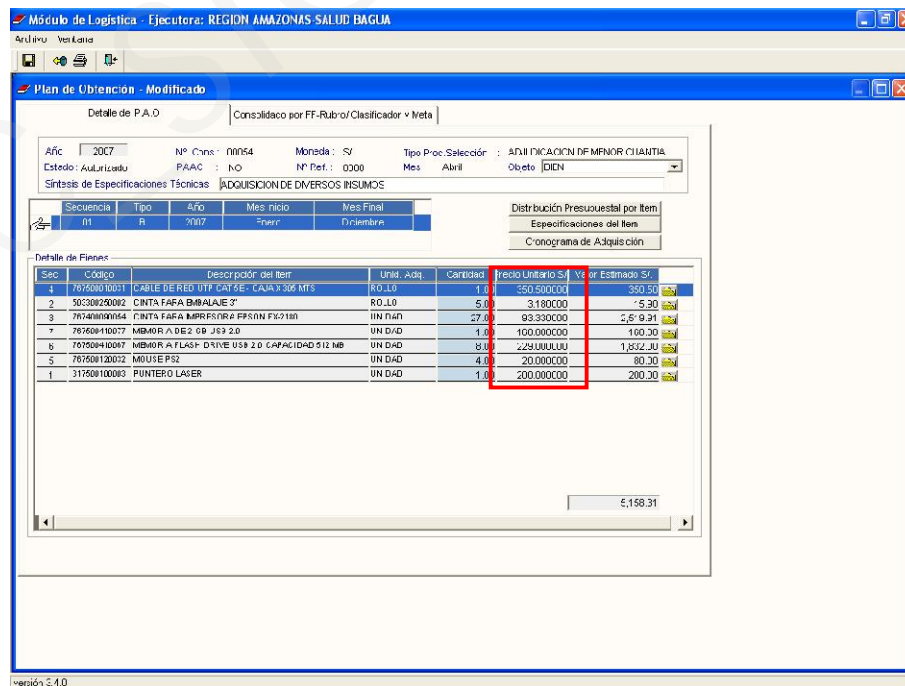 Módulo de Logística - Ejecutora: REGION AMAZONAS-SALUD BAGUA
Archivo Ventana
Plan de Obtención - Modificado
Detalle de P.A.O
Consolidado por FF-Rubro/ Clasificador y Meta
Año 2007 Nº Cons : 00054 Moneda : S/ Tipo Proc.Selección : ADJUDICACION DE MENOR CUANTIA
Estado : Autorizado PAAC : NO Nº Ref. : 0000 Mes Abril Objeto BIEN
Síntesis de Especificaciones Técnicas ADQUISICION DE DIVERSOS INSUMOS
Secuencia Tipo Año Mes Inicio Mes Final
01 B 2007 Enero Diciembre
Distribución Presupuestal por Item
Especificaciones del Item
Cronograma de Adquisición
Detalle de Bienes
Sec Código Descripción del Item Unid. Adq. Cantidad Precio Unitario S/. Valor Estimado S/.
4 CABLE DE RED UTP CAT 5E - CAJA X 305 MTS ROLLO 1.00 350.500000 350.50
2 CINTA PARA EMBALAJE 3" ROLLO 5.00 3.180000 15.90
3 CINTA PARA IMPRESORA EPSON FX-2180 UNIDAD 27.00 93.330000 2,519.91
7 MEMORIA DE 2 GB USB 2.0 UNIDAD 1.00 160.000000 160.00
6 MEMORIA FLASH DRIVE USB 2.0 CAPACIDAD 512 MB UNIDAD 8.00 229.000000 1,832.00
5 767500120032 MOUSE PS2 UNIDAD 4.00 20.000000 80.00
1 317500100003 PUNTERO LASER UNIDAD 1.00 200.000000 200.00
5,158.31
versión 3.4.0